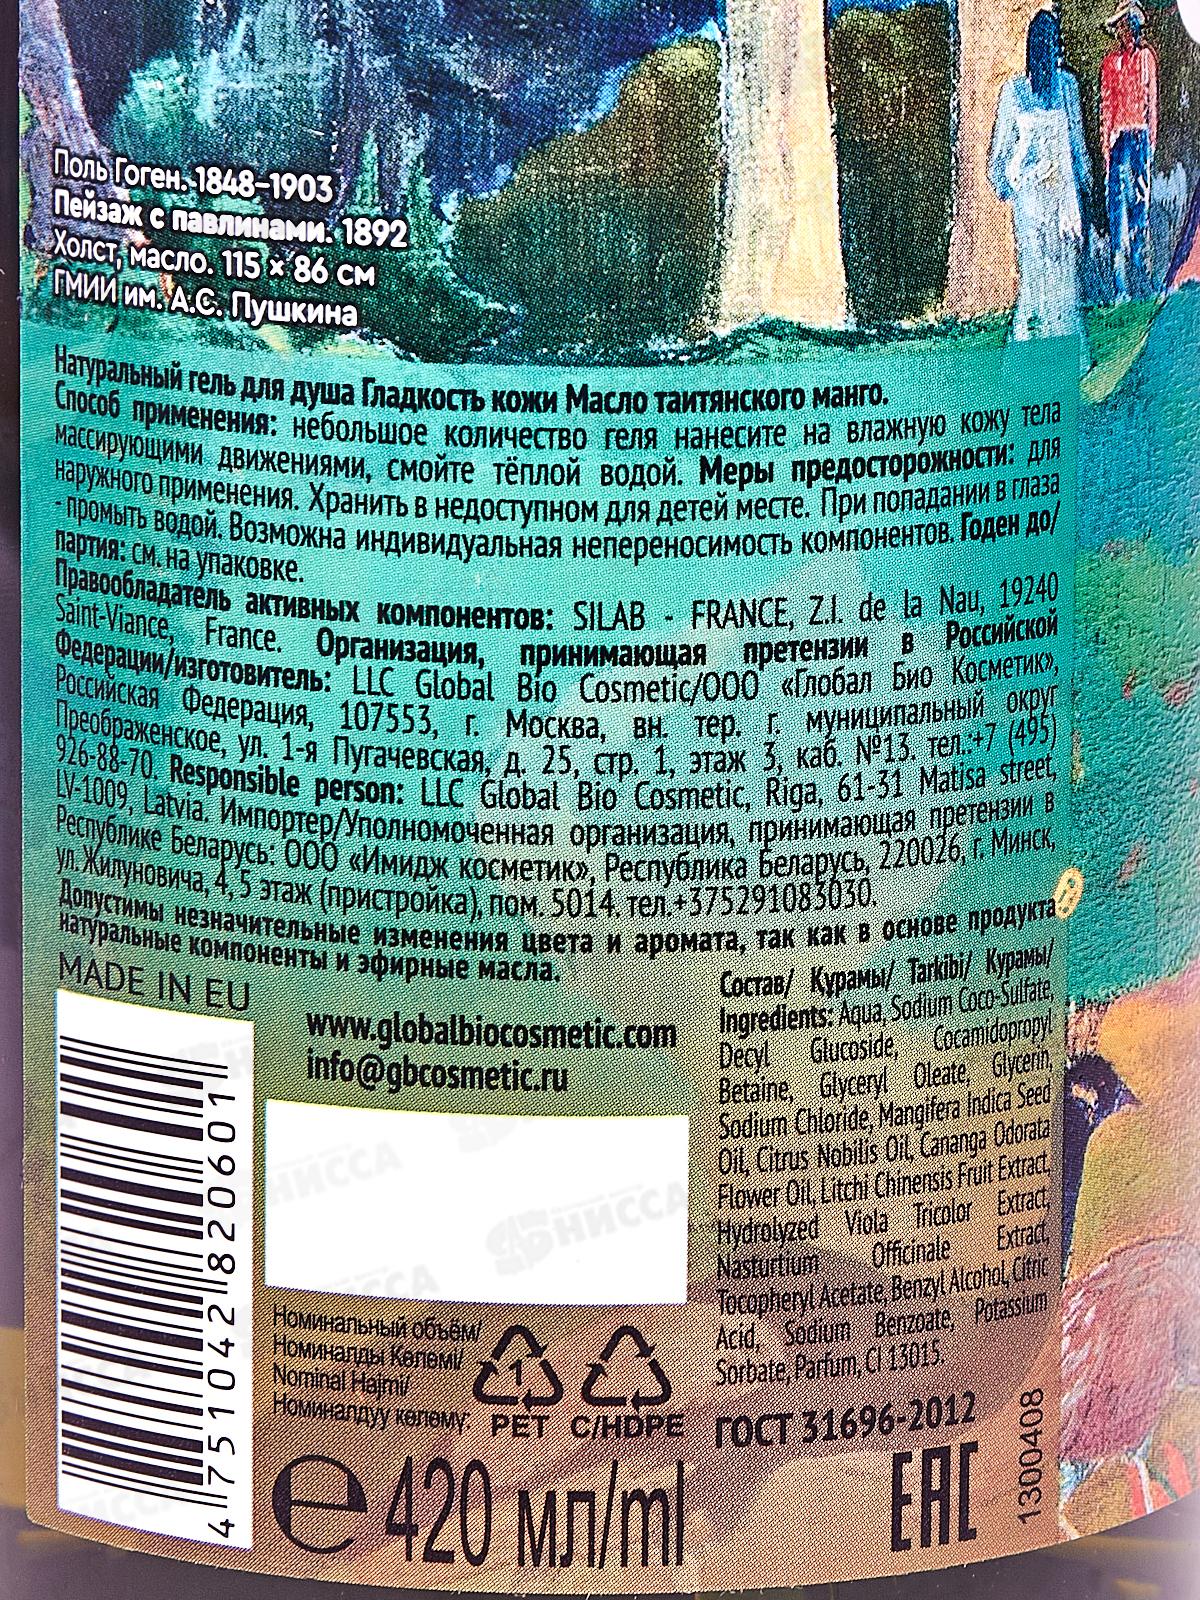 Поль Гоген. 1848–1903
Пейзаж с павлинами. 1892
Холст, масло. 115 × 86 см
ГМИИ им. А.С. Пушкина
Натуральный гель для душа Гладкость кожи Масло таитянского манго.
Способ применения: небольшое количество геля нанесите на влажную кожу тела
массирующими движениями, смойте тёплой водой. Меры предосторожности: для
наружного применения. Хранить в недоступном для детей месте. При попадании в глаза
- промыть водой. Возможна индивидуальная непереносимость компонентов. Годен до/
партия: см. на упаковке.
Правообладатель активных компонентов: SILAB - FRANCE, Z.I. de la Nau, 19240
Saint-Viance, France. Организация, принимающая претензии в Российской
Федерации/изготовитель: LLC Global Bio Cosmetic/ООО «Глобал Био Косметик»,
Российская Федерация, 107553, г. Москва, вн. тер. г. муниципальный округ
Преображенское, ул. 1-я Пугачевская, д. 25, стр. 1, этаж 3, каб. №13. тел.:+7 (495)
926-88-70. Responsible person: LLC Global Bio Cosmetic, Riga, 61-31 Matisa street,
LV-1009, Latvia. Импортер/Уполномоченная организация, принимающая претензии в
Республике Беларусь: ООО «Имидж косметик», Республика Беларусь, 220026, г. Минск,
ул. Жилуновича, 4, 5 этаж (пристройка), пом. 5014. тел.+375291083030.
Допустимы незначительные изменения цвета и аромата, так как в основе продукта
натуральные компоненты и эфирные масла.
MADE IN EU
www.globalbiocosmetic.com
info@gbcosmetic.ru
4751042820601
Состав/ Курамы/ Tarkibi/ Курамы/
Ingredients: Aqua, Sodium Coco-Sulfate,
Decyl Glucoside, Cocamidopropyl
Betaine, Glyceryl Oleate, Glycerin,
Sodium Chloride, Mangifera Indica Seed
Oil, Citrus Nobilis Oil, Cananga Odorata
Flower Oil, Litchi Chinensis Fruit Extract,
Hydrolyzed Viola Tricolor Extract,
Nasturtium Officinale Extract,
Tocopheryl Acetate, Benzyl Alcohol, Citric
Acid, Sodium Benzoate, Potassium
Sorbate, Parfum, CI 13015.
Номинальный объём/
Номиналды Көлөмі/
Nominal Hajmi/
Номиналдуу көлөмү:
1
PET C/HDPE
℮ 420 мл/ml
ГОСТ 31696-2012
EAC
1300408
ЯБНИССА